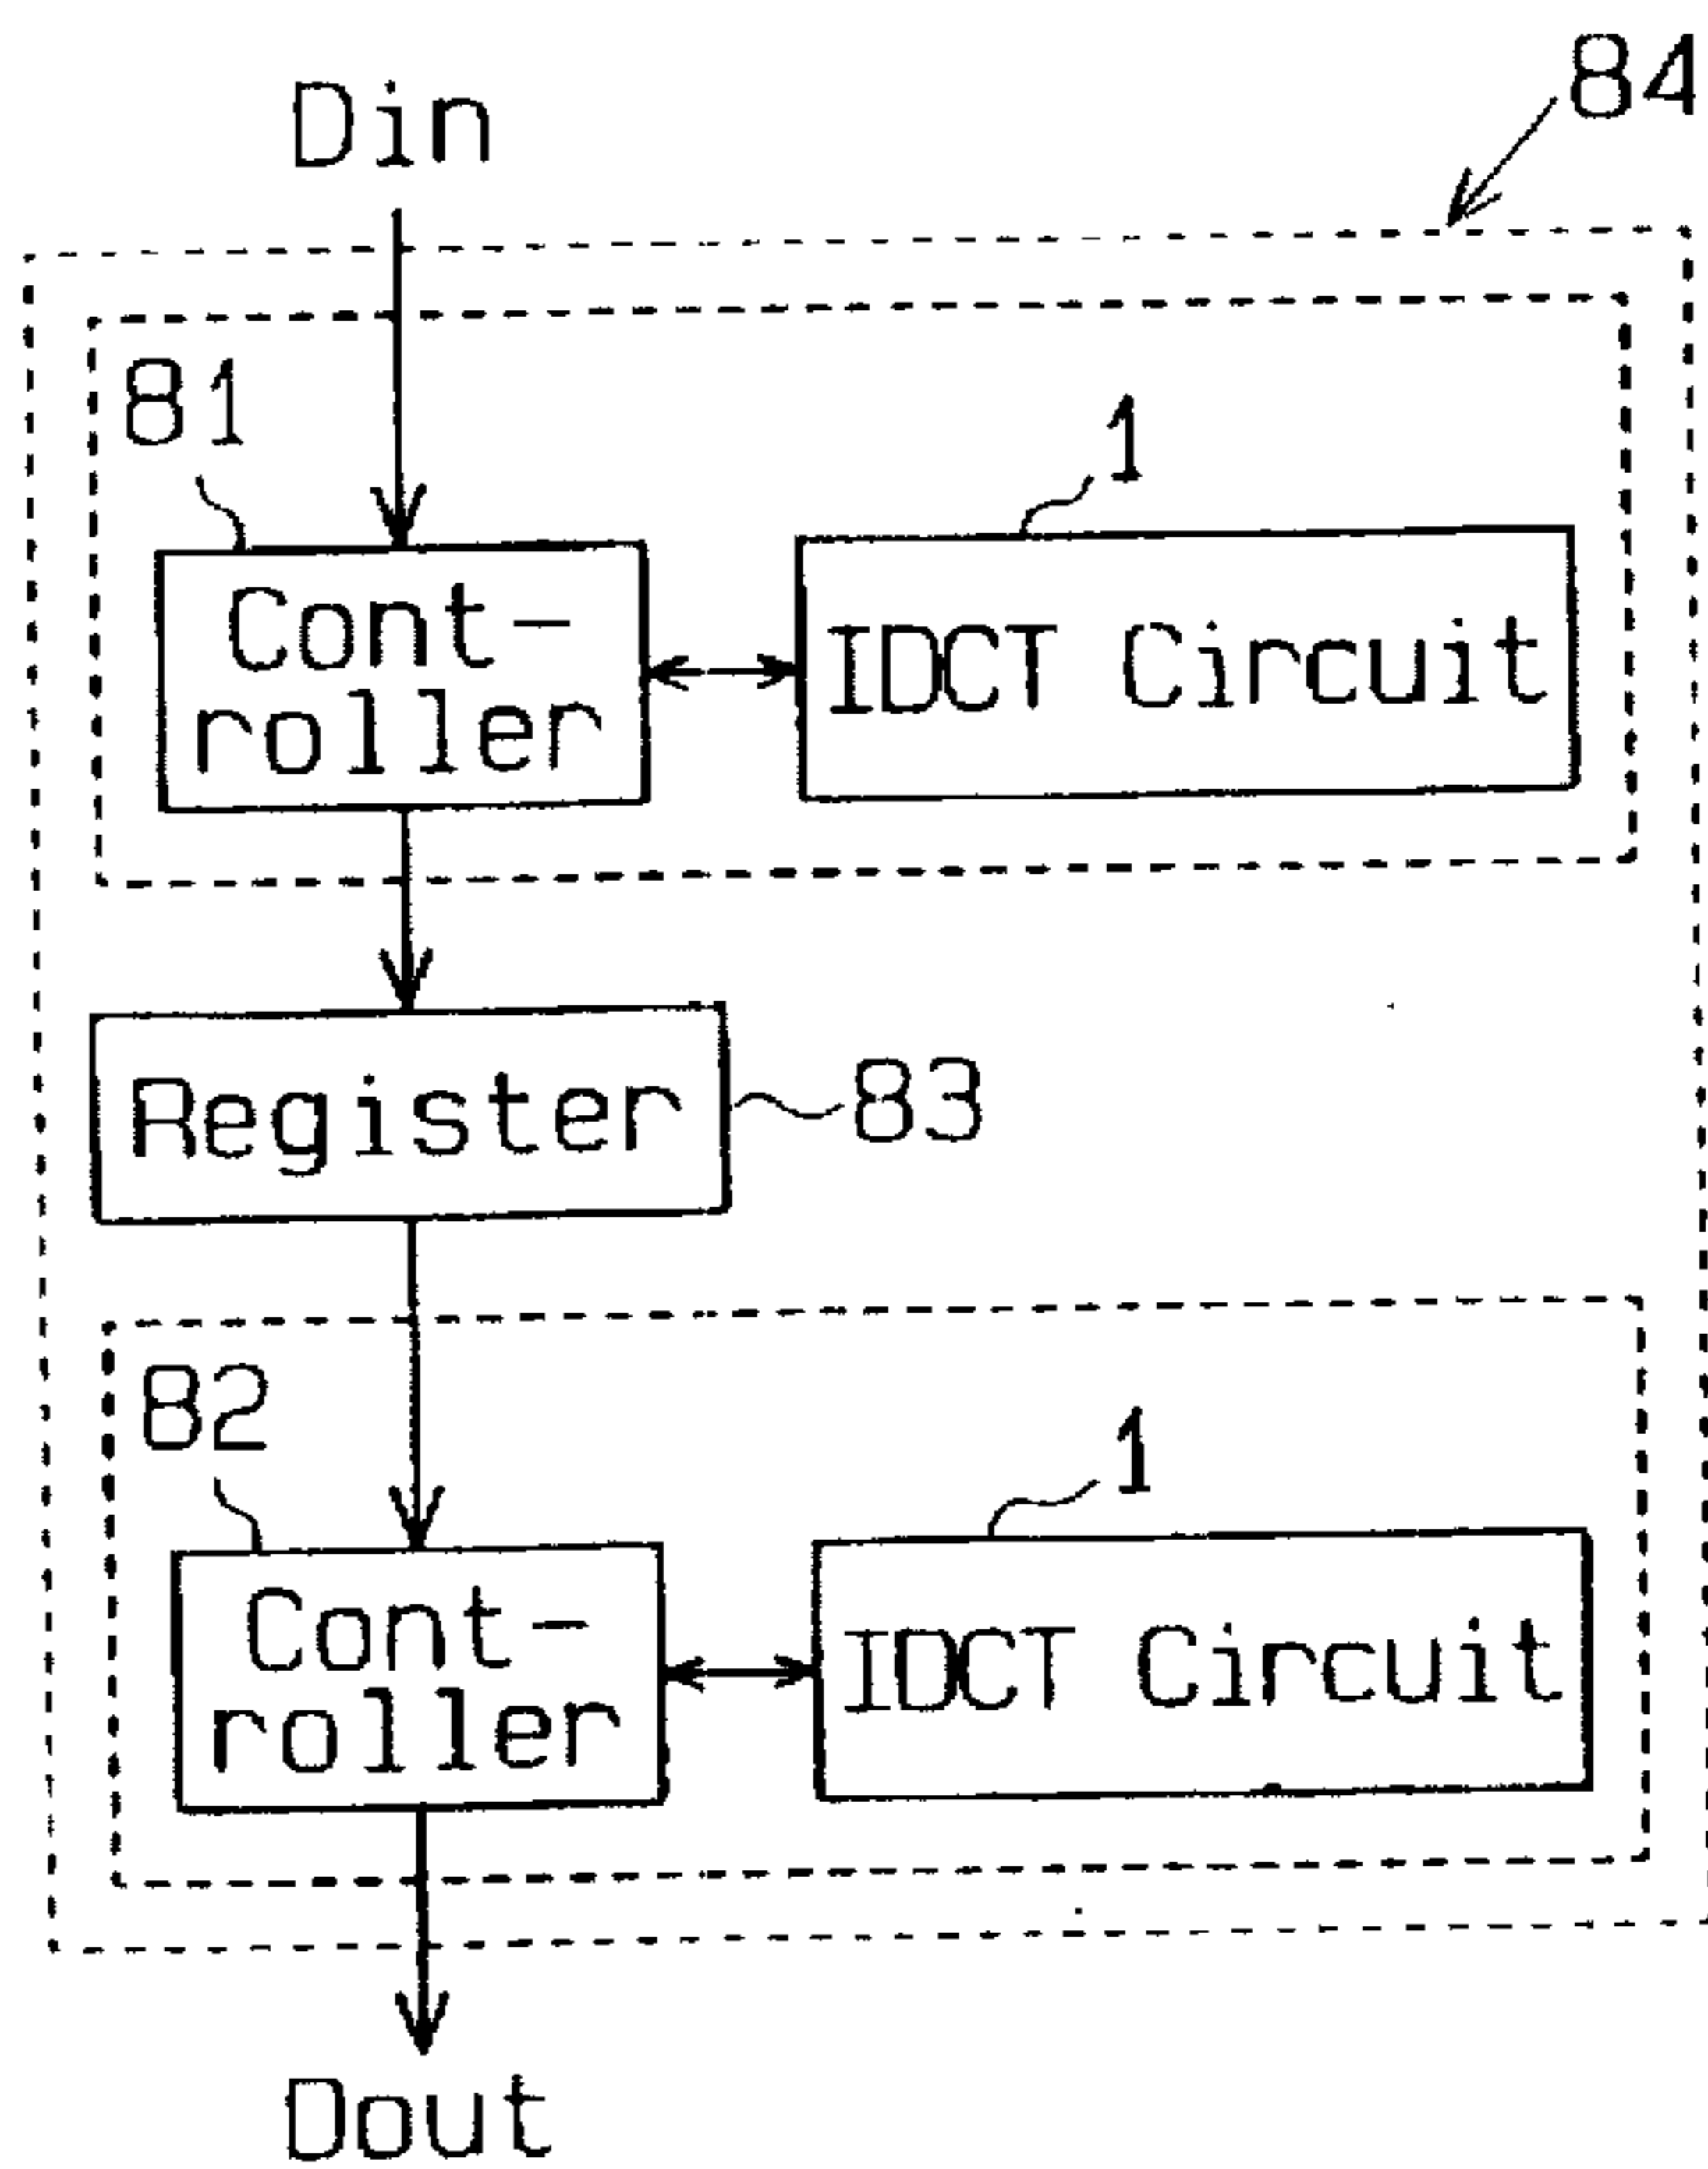 Din
84
81
1
Cont-
roller
IDCT Circuit
Register
83
82
1
Cont-
roller
IDCT Circuit
Dout